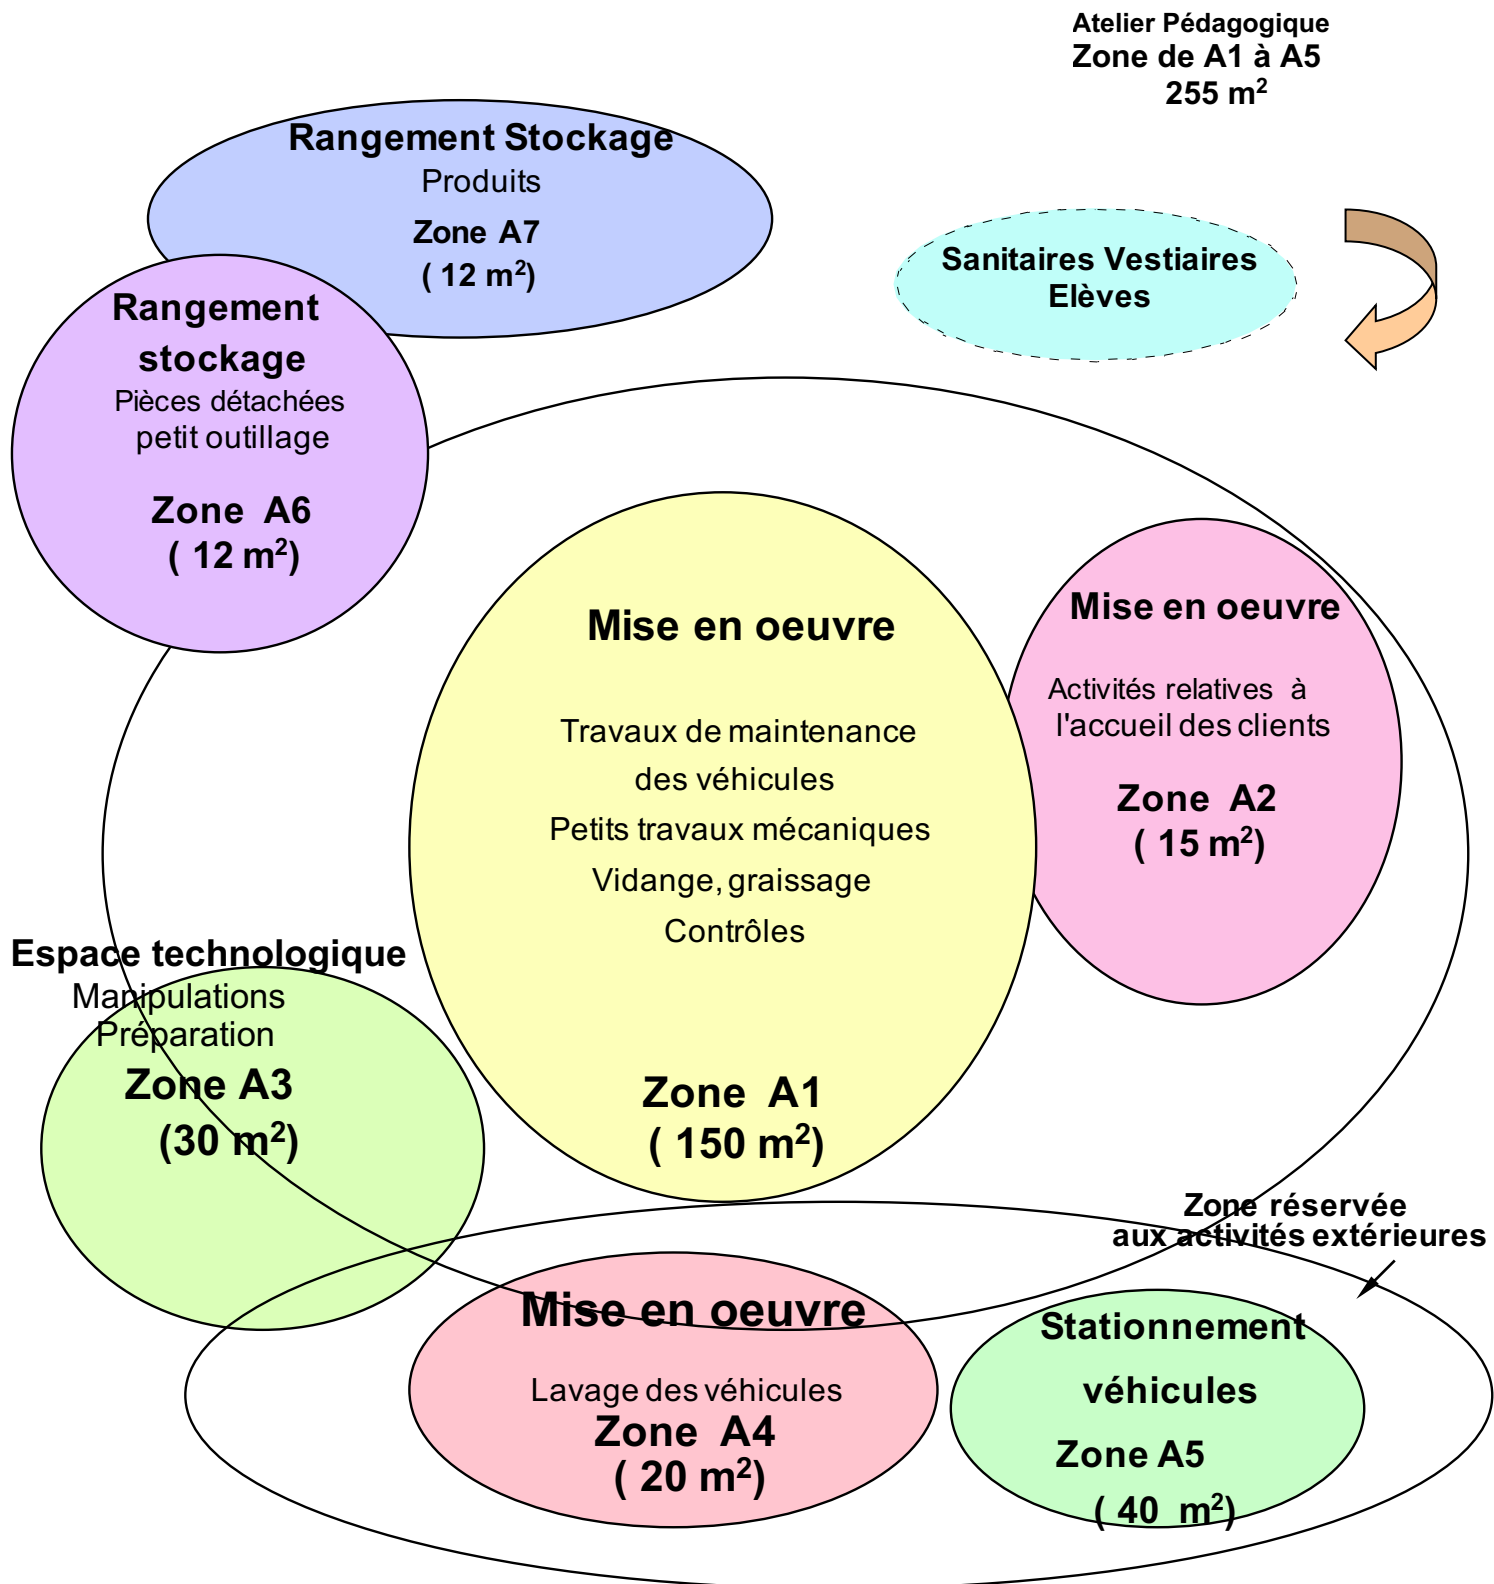 Atelier Pédagogique
Zone de A1 à A5
255 m²
Rangement Stockage
Produits
Zone A7
( 12 m²)
Sanitaires Vestiaires
Elèves
Rangement
stockage
Pièces détachées
petit outillage
Zone A6
( 12 m²)
Mise en oeuvre
Travaux de maintenance
des véhicules
Petits travaux mécaniques
Vidange, graissage
Contrôles
Zone A1
( 150 m²)
Mise en oeuvre
Activités relatives à
l'accueil des clients
Zone A2
( 15 m²)
Espace technologique
Manipulations
Préparation
Zone A3
(30 m²)
Zone réservée
aux activités extérieures
Mise en oeuvre
Lavage des véhicules
Zone A4
( 20 m²)
Stationnement
véhicules
Zone A5
( 40 m²)